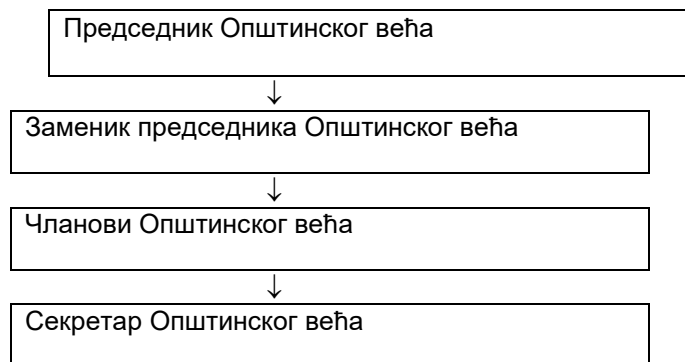 Председник Општинског већа
↓
Заменик председника Општинског већа
↓
Чланови Општинског већа
↓
Секретар Општинског већа